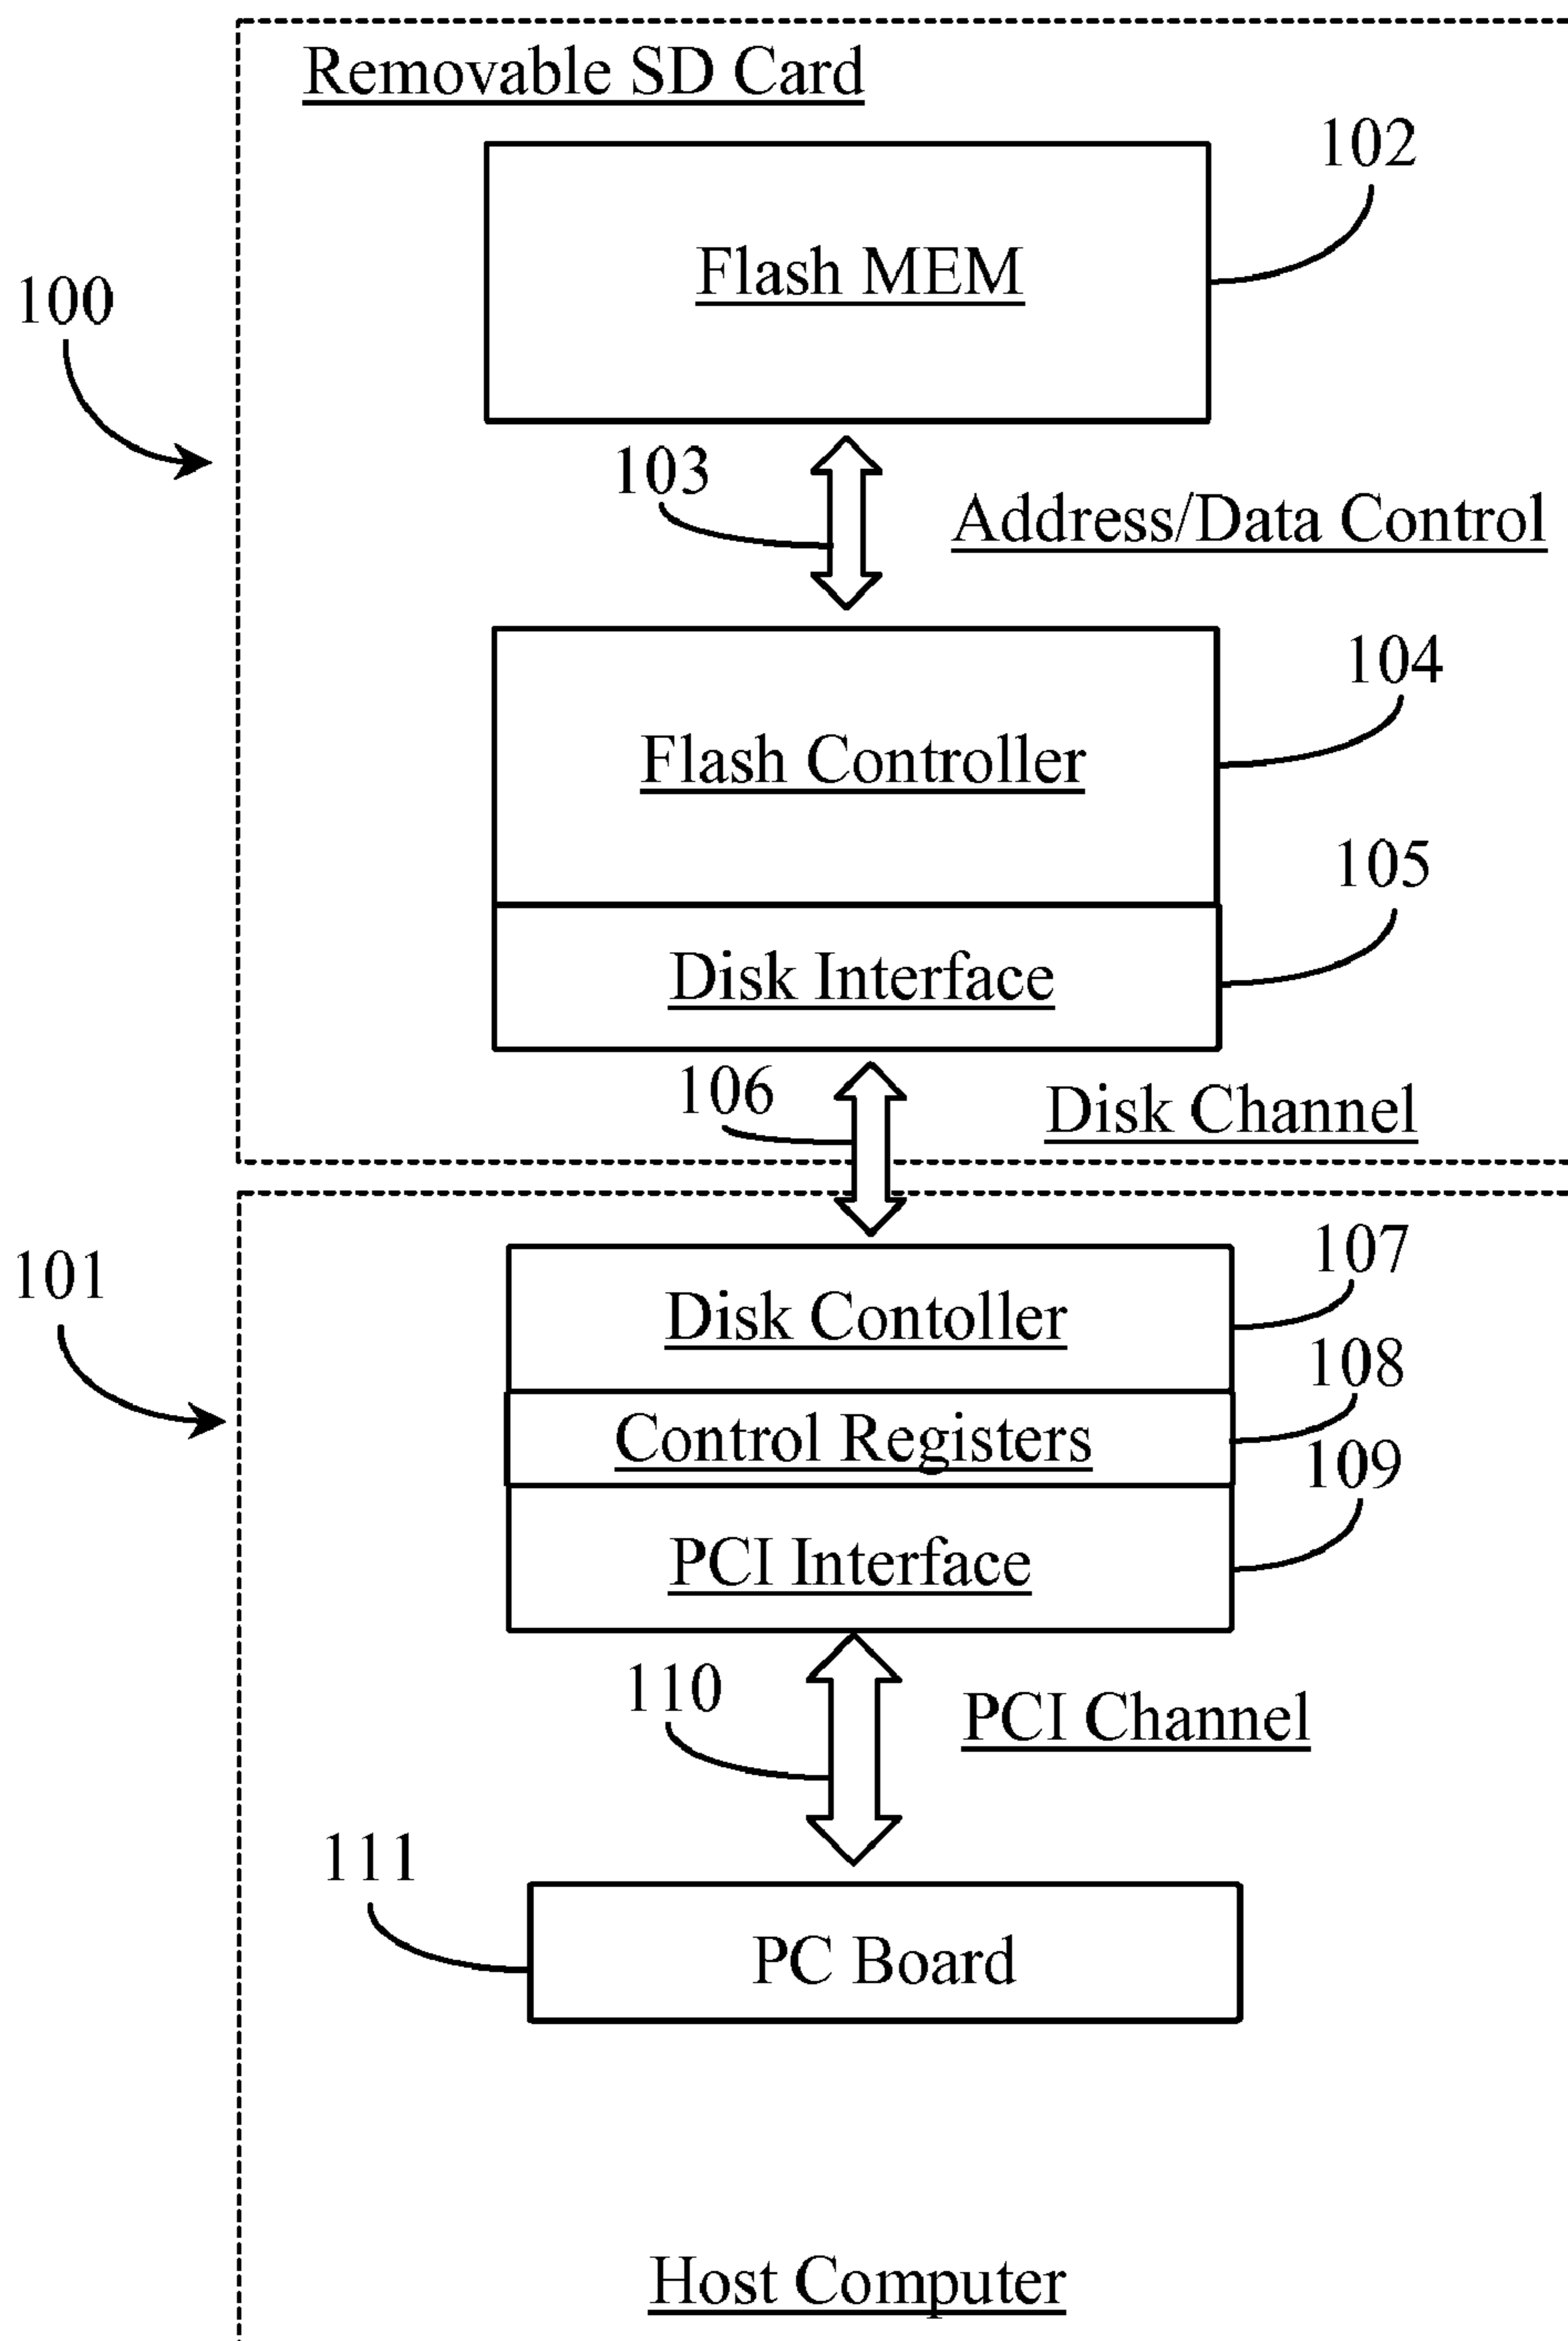 Removable SD Card
102
Flash MEM
100
103
Address/Data Control
104
Flash Controller
105
Disk Interface
106
Disk Channel
101
107
Disk Contoller
108
Control Registers
109
PCI Interface
110
PCI Channel
111
PC Board
Host Computer